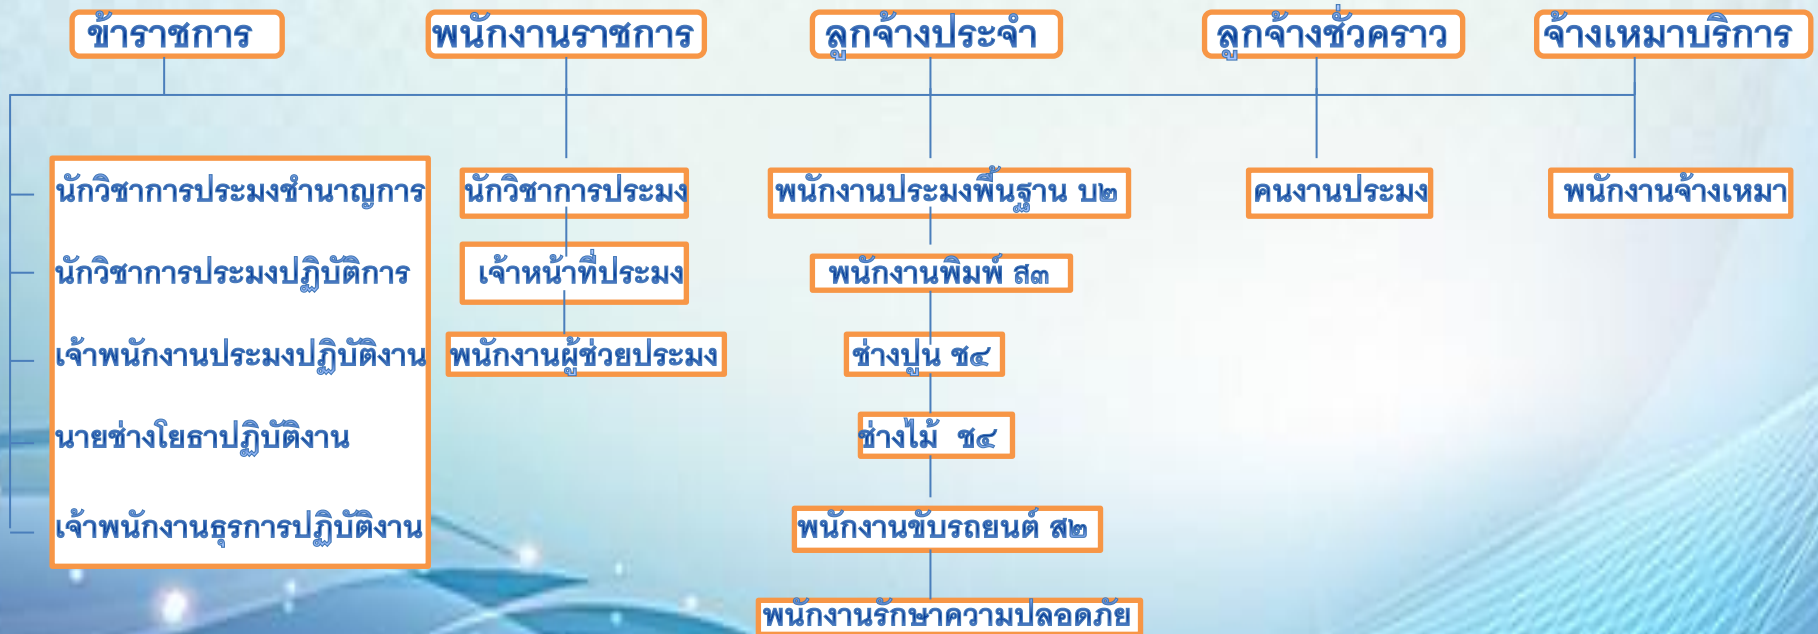 ข้าราชการ
พนักงานราชการ
ลูกจ้างประจำ
ลูกจ้างชั่วคราว
จ้างเหมาบริการ
นักวิชาการประมงชำนาญการ
นักวิชาการประมงปฏิบัติการ
เจ้าพนักงานประมงปฏิบัติงาน
นายช่างโยธาปฏิบัติงาน
เจ้าพนักงานธุรการปฏิบัติงาน
นักวิชาการประมง
เจ้าหน้าที่ประมง
พนักงานผู้ช่วยประมง
พนักงานประมงพื้นฐาน บ๒
พนักงานพิมพ์ ส๓
ช่างปูน ช๔
ช่างไม้ ช๔
พนักงานขับรถยนต์ ส๒
พนักงานรักษาความปลอดภัย
คนงานประมง
พนักงานจ้างเหมา